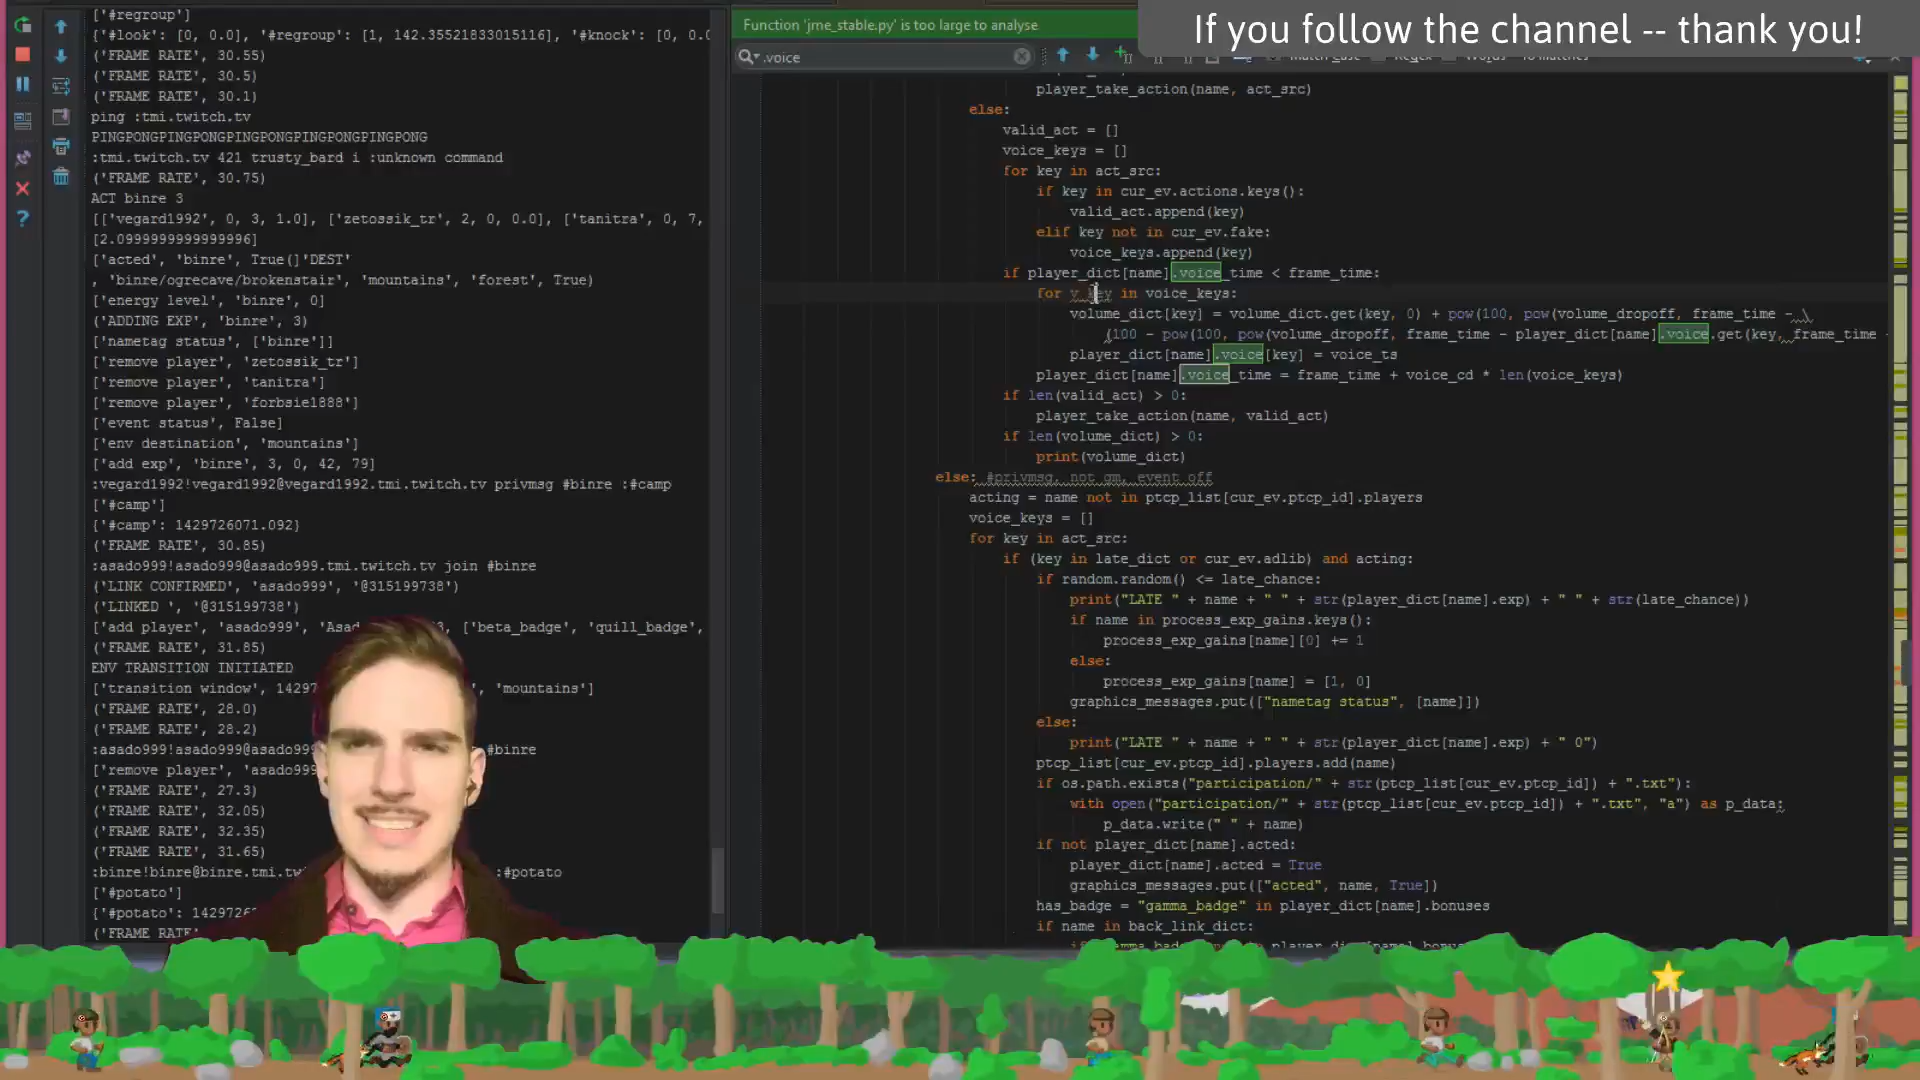 ['#regroup']
{'#look': [0, 0.0], '#regroup': [1, 142.35521833015116], '#knock': [0, 0.0
('FRAME RATE', 30.55)
('FRAME RATE', 30.5)
('FRAME RATE', 30.1)
ping :tmi.twitch.tv
PINGPONGPINGPONGPINGPONGPINGPONGPINGPONG
:tmi.twitch.tv 421 trusty_bard i :unknown command
('FRAME RATE', 30.75)
ACT binre 3
[['vegard1992', 0, 3, 1.0], ['zetossik_tr', 2, 0, 0.0], ['tanitra', 0, 7,
[2.0999999999999996]
['acted', 'binre', True(]'DEST'
, 'binre/ogrecave/brokenstair', 'mountains', 'forest', True)
['energy level', 'binre', 0]
('ADDING EXP', 'binre', 3)
['nametag status', ['binre']]
['remove player', 'zetossik_tr']
['remove player', 'tanitra']
['remove player', 'forbsie1888']
['event status', False]
['env destination', 'mountains']
['add exp', 'binre', 3, 0, 42, 79]
:vegard1992!vegard1992@vegard1992.tmi.twitch.tv privmsg #binre :#camp
['#camp']
{'#camp': 1429726071.092}
('FRAME RATE', 30.85)
:asado999!asado999@asado999.tmi.twitch.tv join #binre
('LINK CONFIRMED', 'asado999', '@315199738')
('LINKED ', '@315199738')
['add player', 'asado999', 'Asad 3, ['beta_badge', 'quill_badge',
('FRAME RATE', 31.85)
ENV TRANSITION INITIATED
['transition window', 14297 ', 'mountains']
('FRAME RATE', 28.0)
('FRAME RATE', 28.2)
:asado999!asado999@asado999 #binre
['remove player', 'asado999
('FRAME RATE', 27.3)
('FRAME RATE', 32.05)
('FRAME RATE', 32.35)
('FRAME RATE', 31.65)
:binre!binre@binre.tmi.twi :#potato
['#potato']
{'#potato': 1429726
('FRAME RATE',
Function 'jme_stable.py' is too large to analyse
If you follow the channel -- thank you!
.voice
player_take_action(name, act_src)
else:
valid_act = []
voice_keys = []
for key in act_src:
if key in cur_ev.actions.keys():
valid_act.append(key)
elif key not in cur_ev.fake:
voice_keys.append(key)
if player_dict[name].voice_time < frame_time:
for v_key in voice_keys:
volume_dict[key] = volume_dict.get(key, 0) + pow(100, pow(volume_dropoff, frame_time - \
(100 - pow(100, pow(volume_dropoff, frame_time - player_dict[name].voice.get(key, frame_time -
player_dict[name].voice[key] = voice_ts
player_dict[name].voice_time = frame_time + voice_cd * len(voice_keys)
if len(valid_act) > 0:
player_take_action(name, valid_act)
if len(volume_dict) > 0:
print(volume_dict)
else: #privmsg, not gm, event off
acting = name not in ptcp_list[cur_ev.ptcp_id].players
voice_keys = []
for key in act_src:
if (key in late_dict or cur_ev.adlib) and acting:
if random.random() <= late_chance:
print("LATE " + name + " " + str(player_dict[name].exp) + " " + str(late_chance))
if name in process_exp_gains.keys():
process_exp_gains[name][0] += 1
else:
process_exp_gains[name] = [1, 0]
graphics_messages.put(["nametag status", [name]])
else:
print("LATE " + name + " " + str(player_dict[name].exp) + " 0")
ptcp_list[cur_ev.ptcp_id].players.add(name)
if os.path.exists("participation/" + str(ptcp_list[cur_ev.ptcp_id]) + ".txt"):
with open("participation/" + str(ptcp_list[cur_ev.ptcp_id]) + ".txt", "a") as p_data:
p_data.write(" " + name)
if not player_dict[name].acted:
player_dict[name].acted = True
graphics_messages.put(["acted", name, True])
has_badge = "gamma_badge" in player_dict[name].bonuses
if name in back_link_dict: